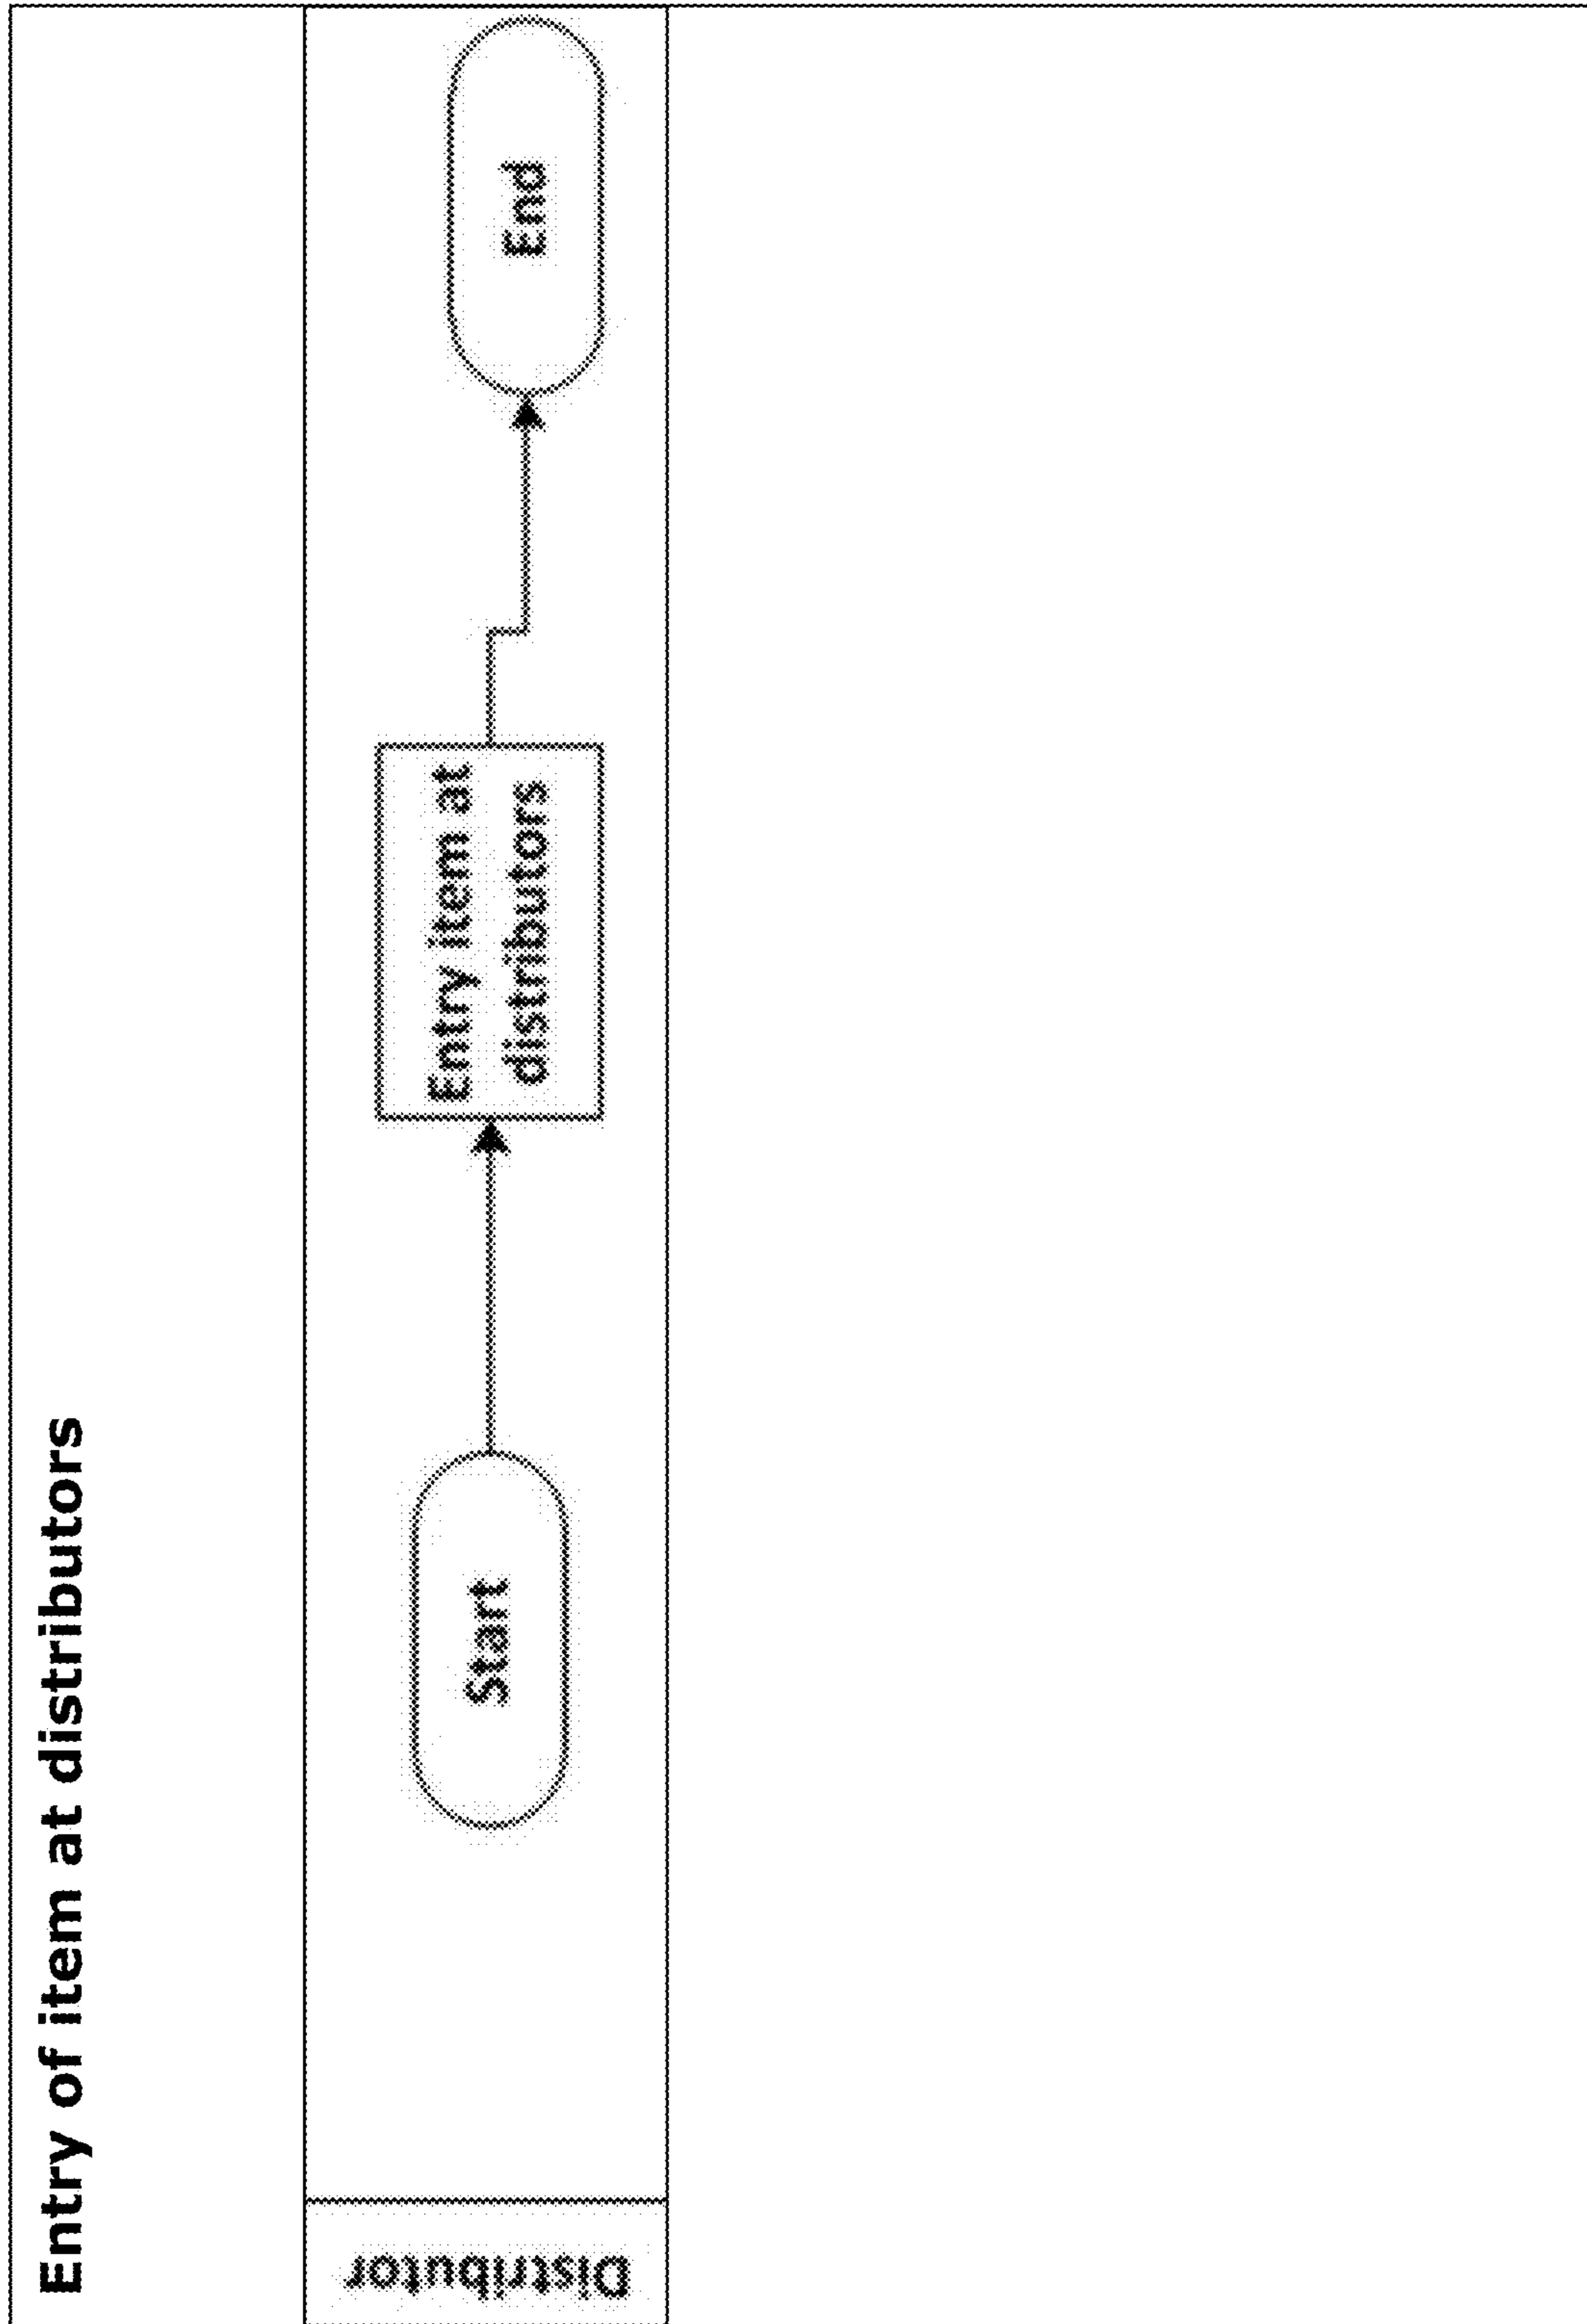 Entry of item at distributors
Distributor
Start
Entry item at
distributors
End